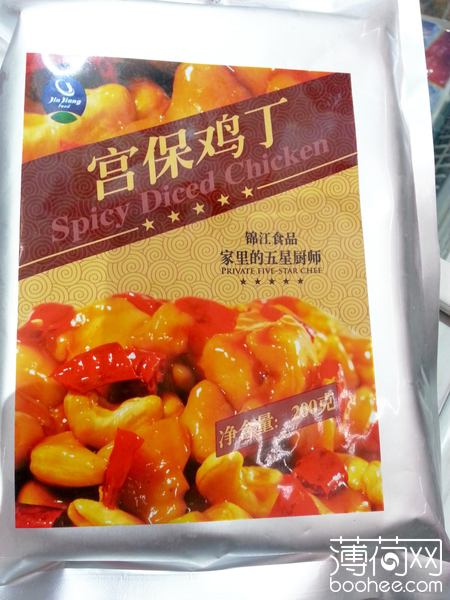 Jin Jiang
food
宫保鸡丁
Spicy Diced Chicken
锦江食品
家里的五星厨师
PRIVATE FIVE-STAR CHEE
净含量: 200克
薄荷网
boohee.com